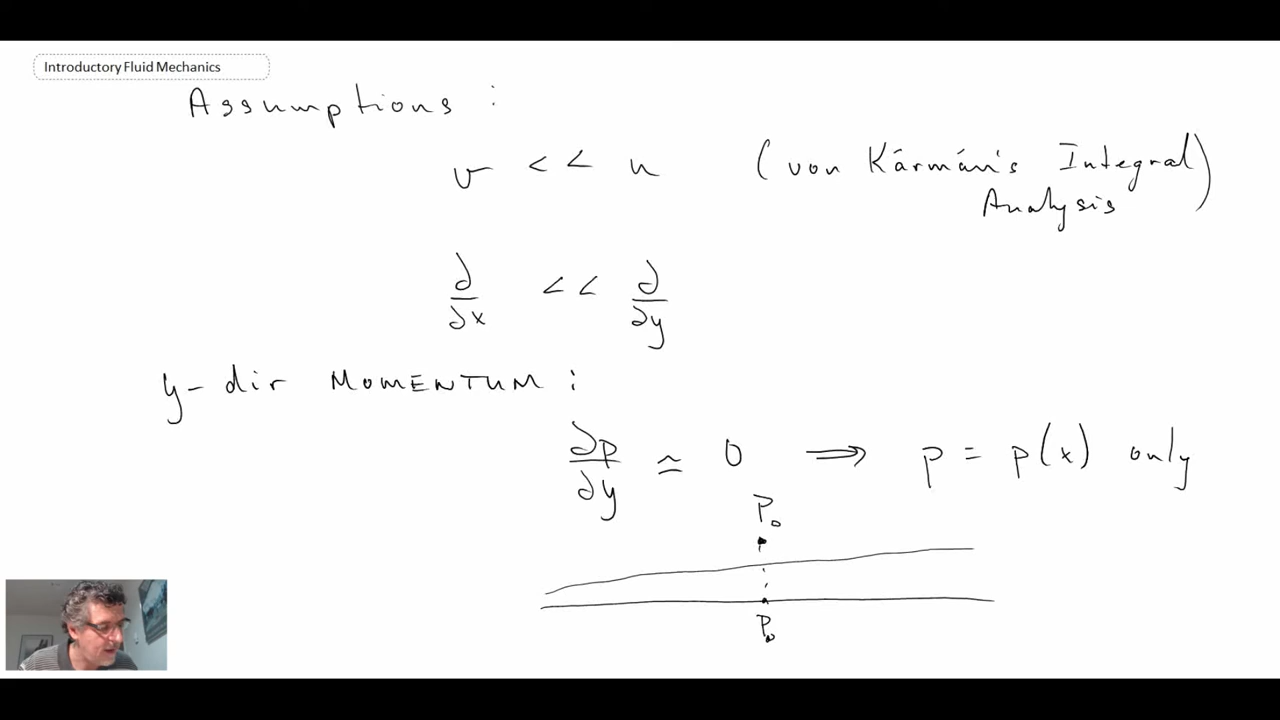 Introductory Fluid Mechanics
Assumptions :
v << u (von Kármán's Integral
Analysis)
∂/∂x << ∂/∂y
y-dir MOMENTUM :
∂p/∂y ≃ 0 ⟹ p = p(x) only
P₀
P₀